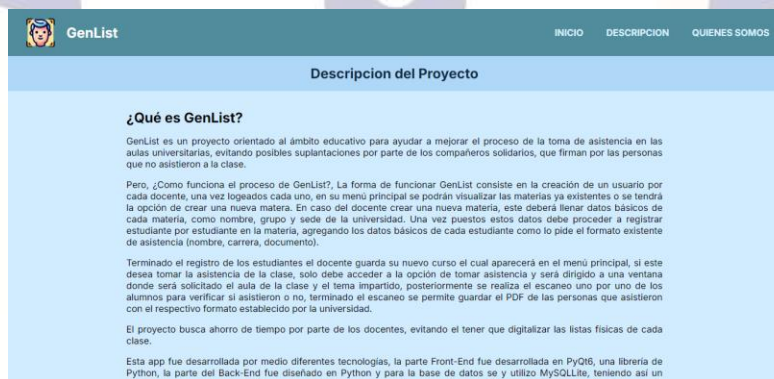 GenList
INICIO DESCRIPCION QUIENES SOMOS
Descripcion del Proyecto
¿Qué es GenList?
GenList es un proyecto orientado al ámbito educativo para ayudar a mejorar el proceso de la toma de asistencia en las
aulas universitarias, evitando posibles suplantaciones por parte de los compañeros solidarios, que firman por las personas
que no asistieron a la clase.
Pero, ¿Como funciona el proceso de GenList?, La forma de funcionar GenList consiste en la creación de un usuario por
cada docente, una vez logeados cada uno, en su menú principal se podrán visualizar las materias ya existentes o se tendrá
la opción de crear una nueva matera. En caso del docente crear una nueva materia, este deberá llenar datos básicos de
cada materia, como nombre, grupo y sede de la universidad. Una vez puestos estos datos debe proceder a registrar
estudiante por estudiante en la materia, agregando los datos básicos de cada estudiante como lo pide el formato existente
de asistencia (nombre, carrera, documento).
Terminado el registro de los estudiantes el docente guarda su nuevo curso el cual aparecerá en el menú principal, si este
desea tomar la asistencia de la clase, solo debe acceder a la opción de tomar asistencia y será dirigido a una ventana
donde será solicitado el aula de la clase y el tema impartido, posteriormente se realiza el escaneo uno por uno de los
alumnos para verificar si asistieron o no, terminado el escaneo se permite guardar el PDF de las personas que asistieron
con el respectivo formato establecido por la universidad.
El proyecto busca ahorro de tiempo por parte de los docentes, evitando el tener que digitalizar las listas físicas de cada
clase.
Esta app fue desarrollada por medio diferentes tecnologías, la parte Front-End fue desarrollada en PyQt6, una libreria de
Python, la parte del Back-End fue diseñado en Python y para la base de datos se y utilizo MySQLLite, teniendo así un